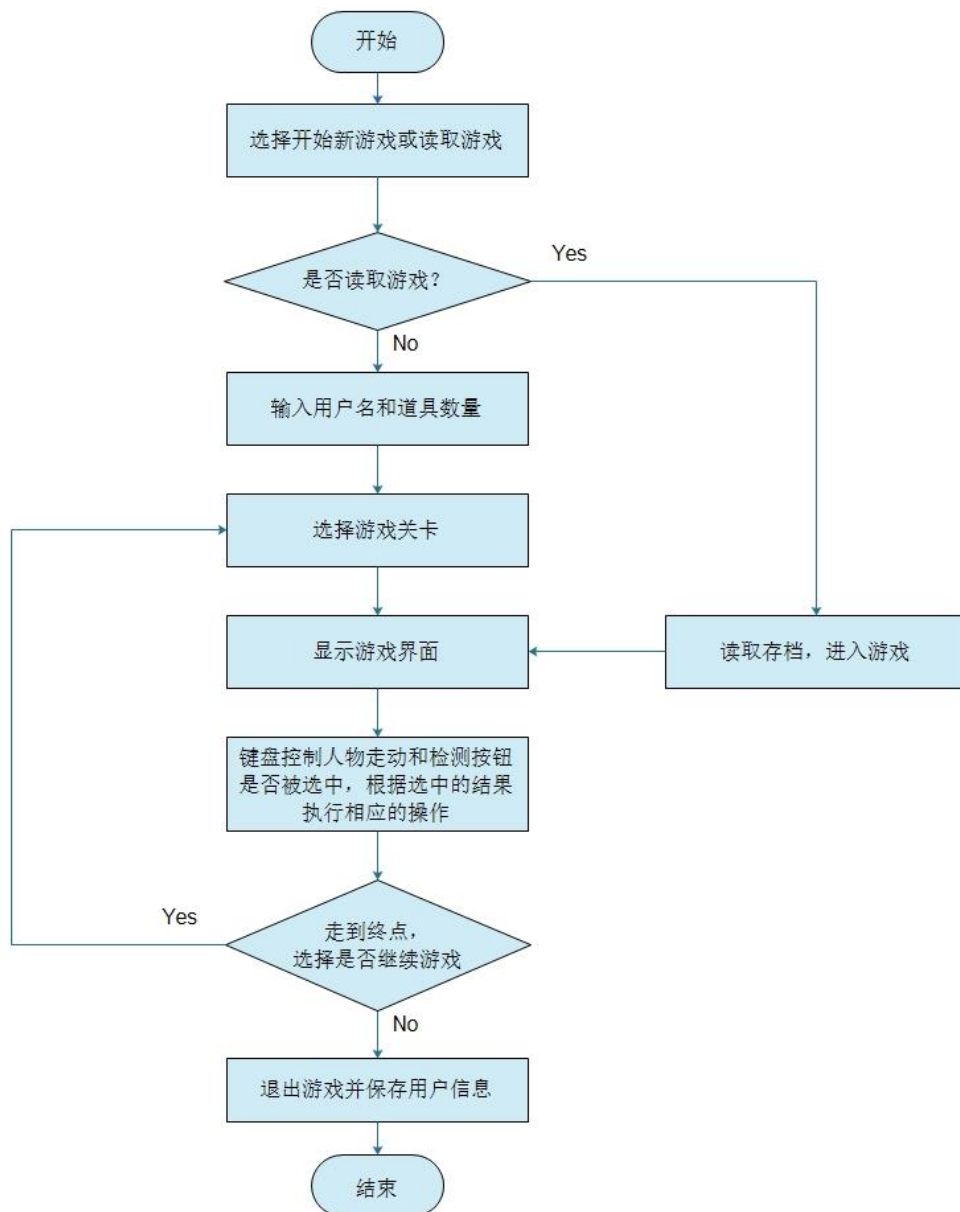 开始
选择开始新游戏或读取游戏
是否读取游戏？
Yes
No
输入用户名和道具数量
选择游戏关卡
显示游戏界面
读取存档，进入游戏
键盘控制人物走动和检测按钮
是否被选中，根据选中的结果
执行相应的操作
Yes
走到终点，
选择是否继续游戏
No
退出游戏并保存用户信息
结束